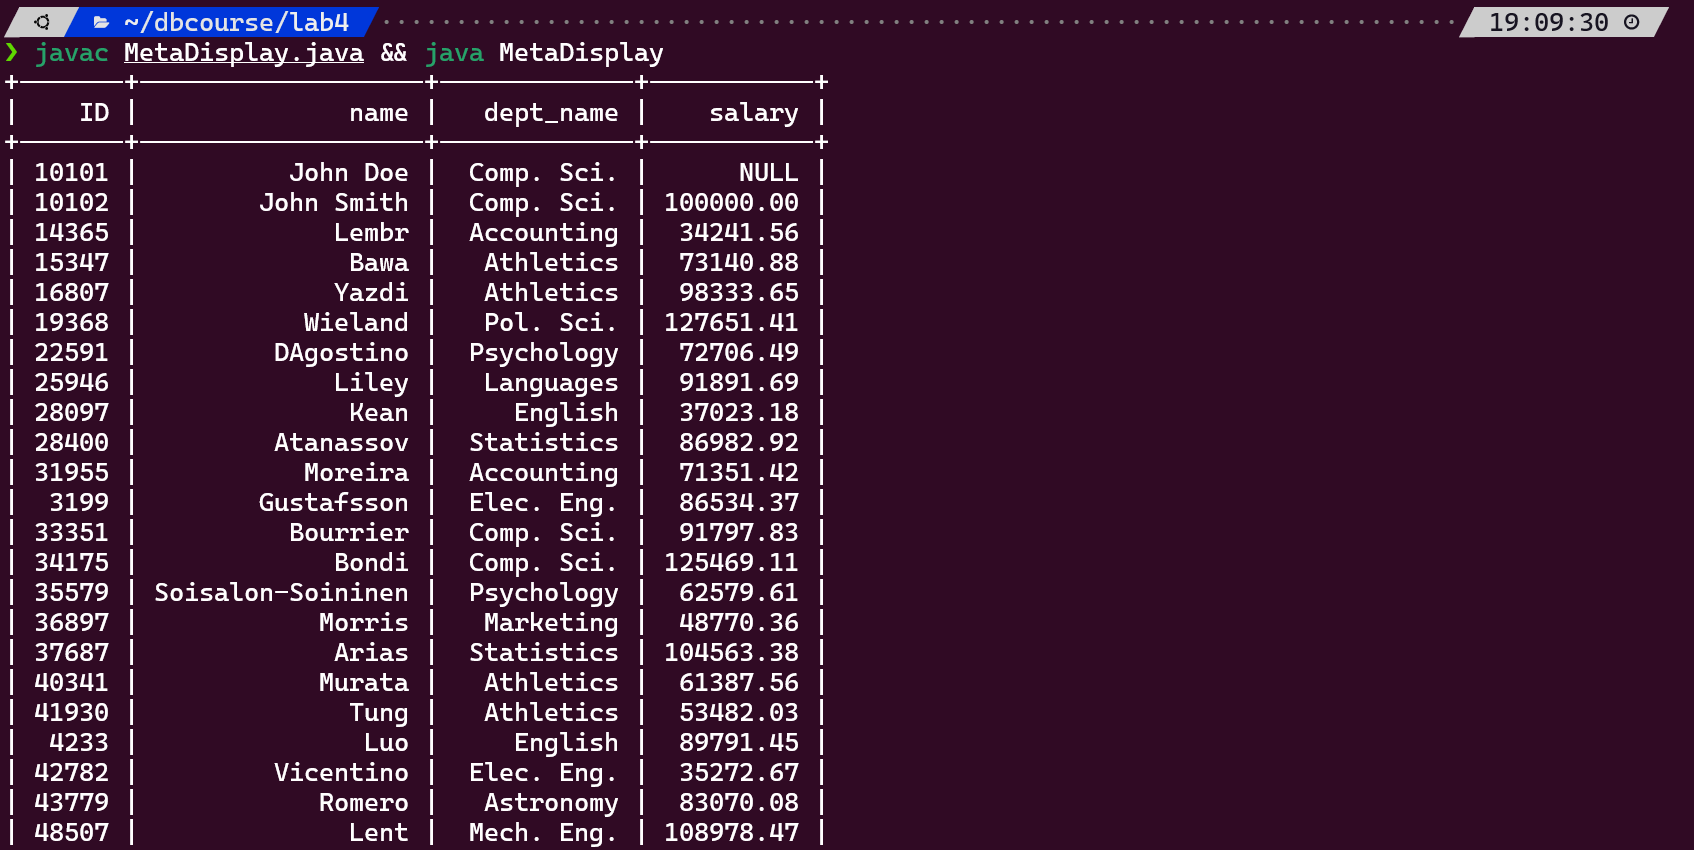 ~/dbcourse/lab4 19:09:30
❯ javac MetaDisplay.java && java MetaDisplay
+-------+-------------------+-------------+-----------+
|    ID |              name |   dept_name |    salary |
+-------+-------------------+-------------+-----------+
| 10101 |          John Doe |  Comp. Sci. |      NULL |
| 10102 |        John Smith |  Comp. Sci. | 100000.00 |
| 14365 |             Lembr |  Accounting |  34241.56 |
| 15347 |              Bawa |   Athletics |  73140.88 |
| 16807 |             Yazdi |   Athletics |  98333.65 |
| 19368 |           Wieland |   Pol. Sci. | 127651.41 |
| 22591 |         DAgostino |  Psychology |  72706.49 |
| 25946 |             Liley |   Languages |  91891.69 |
| 28097 |              Kean |     English |  37023.18 |
| 28400 |         Atanassov |  Statistics |  86982.92 |
| 31955 |           Moreira |  Accounting |  71351.42 |
|  3199 |        Gustafsson |  Elec. Eng. |  86534.37 |
| 33351 |          Bourrier |  Comp. Sci. |  91797.83 |
| 34175 |             Bondi |  Comp. Sci. | 125469.11 |
| 35579 | Soisalon-Soininen |  Psychology |  62579.61 |
| 36897 |            Morris |   Marketing |  48770.36 |
| 37687 |             Arias |  Statistics | 104563.38 |
| 40341 |            Murata |   Athletics |  61387.56 |
| 41930 |              Tung |   Athletics |  53482.03 |
|  4233 |               Luo |     English |  89791.45 |
| 42782 |         Vicentino |  Elec. Eng. |  35272.67 |
| 43779 |            Romero |   Astronomy |  83070.08 |
| 48507 |              Lent |  Mech. Eng. | 108978.47 |